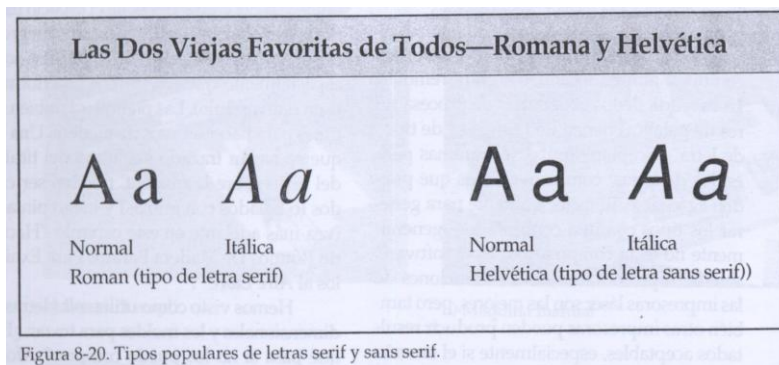 Las Dos Viejas Favoritas de Todos—Romana y Helvética
Aa Aa Aa Aa
Normal Itálica Normal Itálica
Roman (tipo de letra serif) Helvética (tipo de letra sans serif))
Figura 8-20. Tipos populares de letras serif y sans serif.